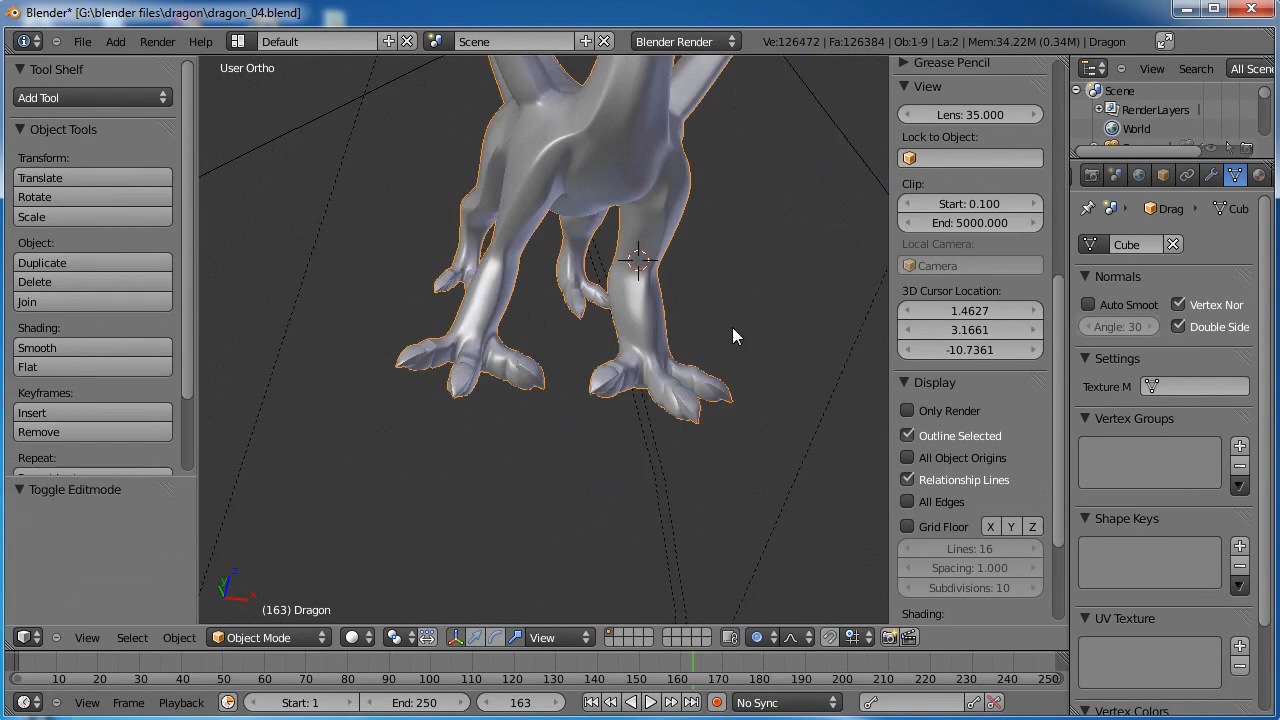 Blender* [G:\blender files\dragon\dragon_04.blend]
File Add Render Help Default Scene Blender Render Ve:126472 | Fa:126384 | Ob:1-9 | La:2 | Mem:34.22M (0.34M) | Dragon
Tool Shelf
Add Tool
Object Tools
Transform:
Translate
Rotate
Scale
Object:
Duplicate
Delete
Join
Shading:
Smooth
Flat
Keyframes:
Insert
Remove
Repeat:
Toggle Editmode
User Ortho
(163) Dragon
Grease Pencil
View
Lens: 35.000
Lock to Object:
Clip:
Start: 0.100
End: 5000.000
Local Camera:
Camera
3D Cursor Location:
1.4627
3.1661
-10.7361
Display
Only Render
Outline Selected
All Object Origins
Relationship Lines
All Edges
Grid Floor X Y Z
Lines: 16
Spacing: 1.000
Subdivisions: 10
Shading:
View Search All Scene
Scene
RenderLayers
World
Drag Cub
Cube
Normals
Auto Smoot Vertex Nor
Angle: 30 Double Side
Settings
Texture M
Vertex Groups
Shape Keys
UV Texture
Vertex Colors
View Select Object Object Mode View
10 20 30 40 50 60 70 80 90 100 110 120 130 140 150 160 170 180 190 200 210 220 230 240 250
View Frame Playback Start: 1 End: 250 163 No Sync